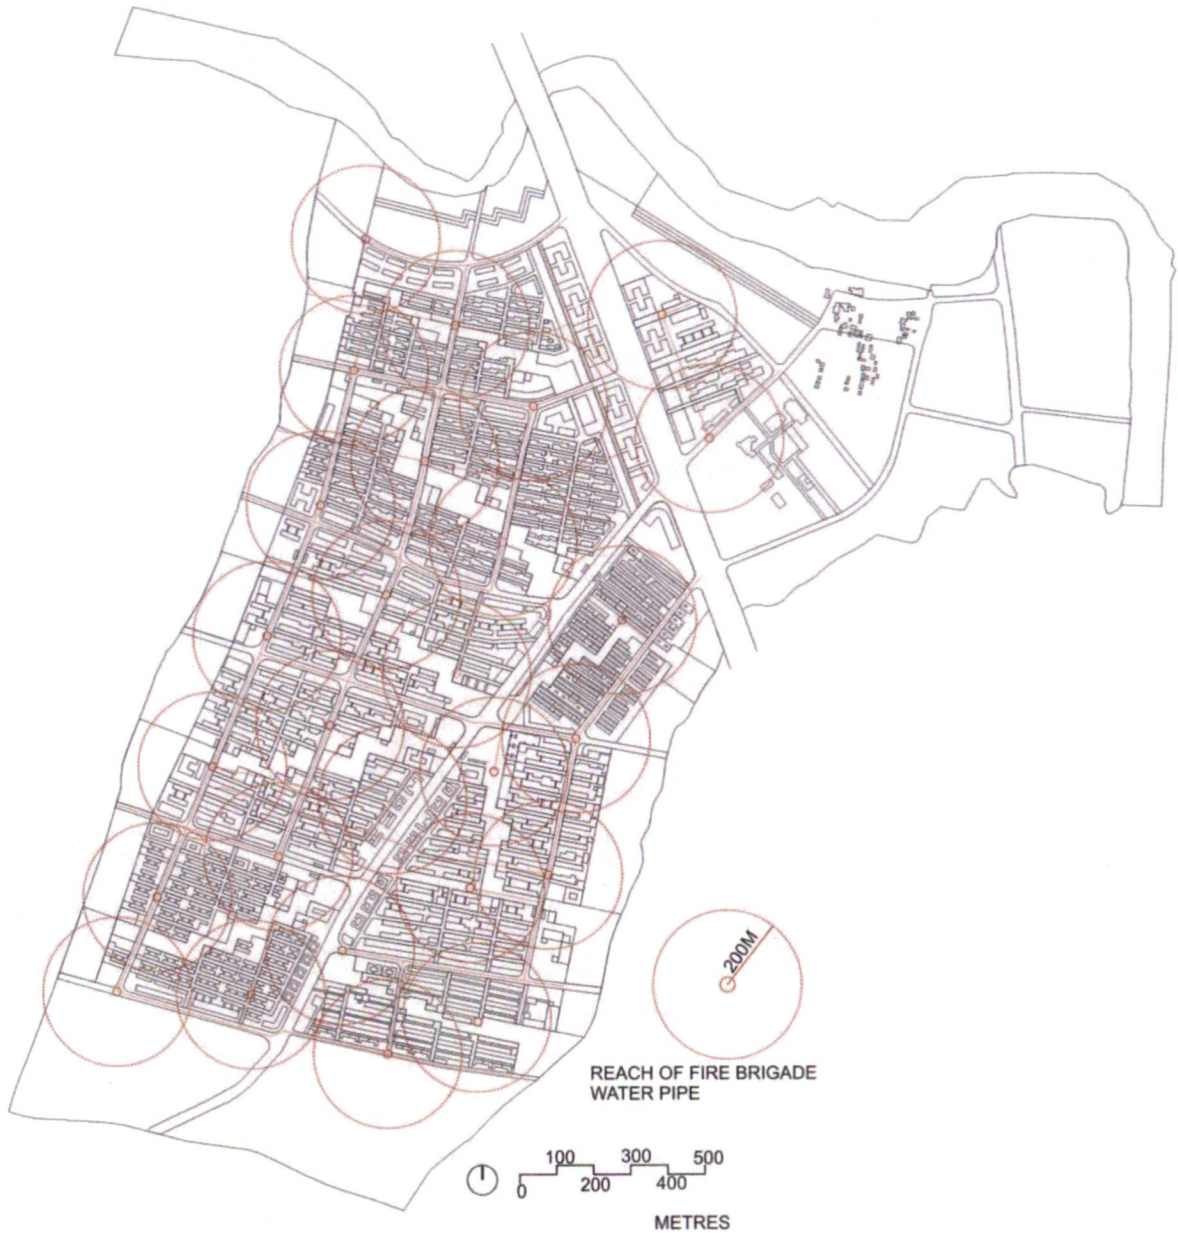 200M
REACH OF FIRE BRIGADE
WATER PIPE
100 300 500
0 200 400
METRES